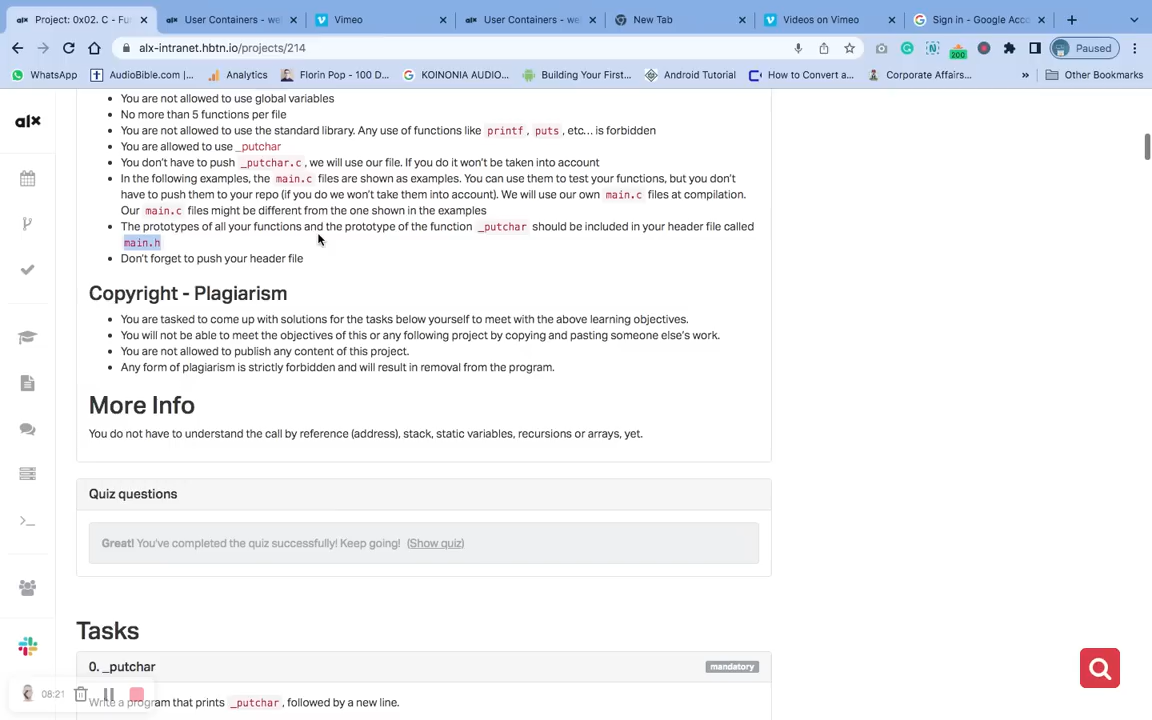 Project: 0x02. C - Fu
User Containers - we
Vimeo
User Containers - we
New Tab
Videos on Vimeo
Sign in - Google Acc
alx-intranet.hbtn.io/projects/214
200
Paused
WhatsApp
AudioBible.com |...
Analytics
Florin Pop - 100 D...
KOINONIA AUDIO...
Building Your First...
Android Tutorial
How to Convert a...
Corporate Affairs...
»
Other Bookmarks
alx
You are not allowed to use global variables
No more than 5 functions per file
You are not allowed to use the standard library. Any use of functions like printf, puts, etc… is forbidden
You are allowed to use _putchar
You don’t have to push _putchar.c, we will use our file. If you do it won’t be taken into account
In the following examples, the main.c files are shown as examples. You can use them to test your functions, but you don’t
have to push them to your repo (if you do we won’t take them into account). We will use our own main.c files at compilation.
Our main.c files might be different from the one shown in the examples
The prototypes of all your functions and the prototype of the function _putchar should be included in your header file called
main.h
Don’t forget to push your header file
Copyright - Plagiarism
You are tasked to come up with solutions for the tasks below yourself to meet with the above learning objectives.
You will not be able to meet the objectives of this or any following project by copying and pasting someone else’s work.
You are not allowed to publish any content of this project.
Any form of plagiarism is strictly forbidden and will result in removal from the program.
More Info
You do not have to understand the call by reference (address), stack, static variables, recursions or arrays, yet.
Quiz questions
Great! You've completed the quiz successfully! Keep going! (Show quiz)
Tasks
0. _putchar
mandatory
08:21
Write a program that prints _putchar, followed by a new line.